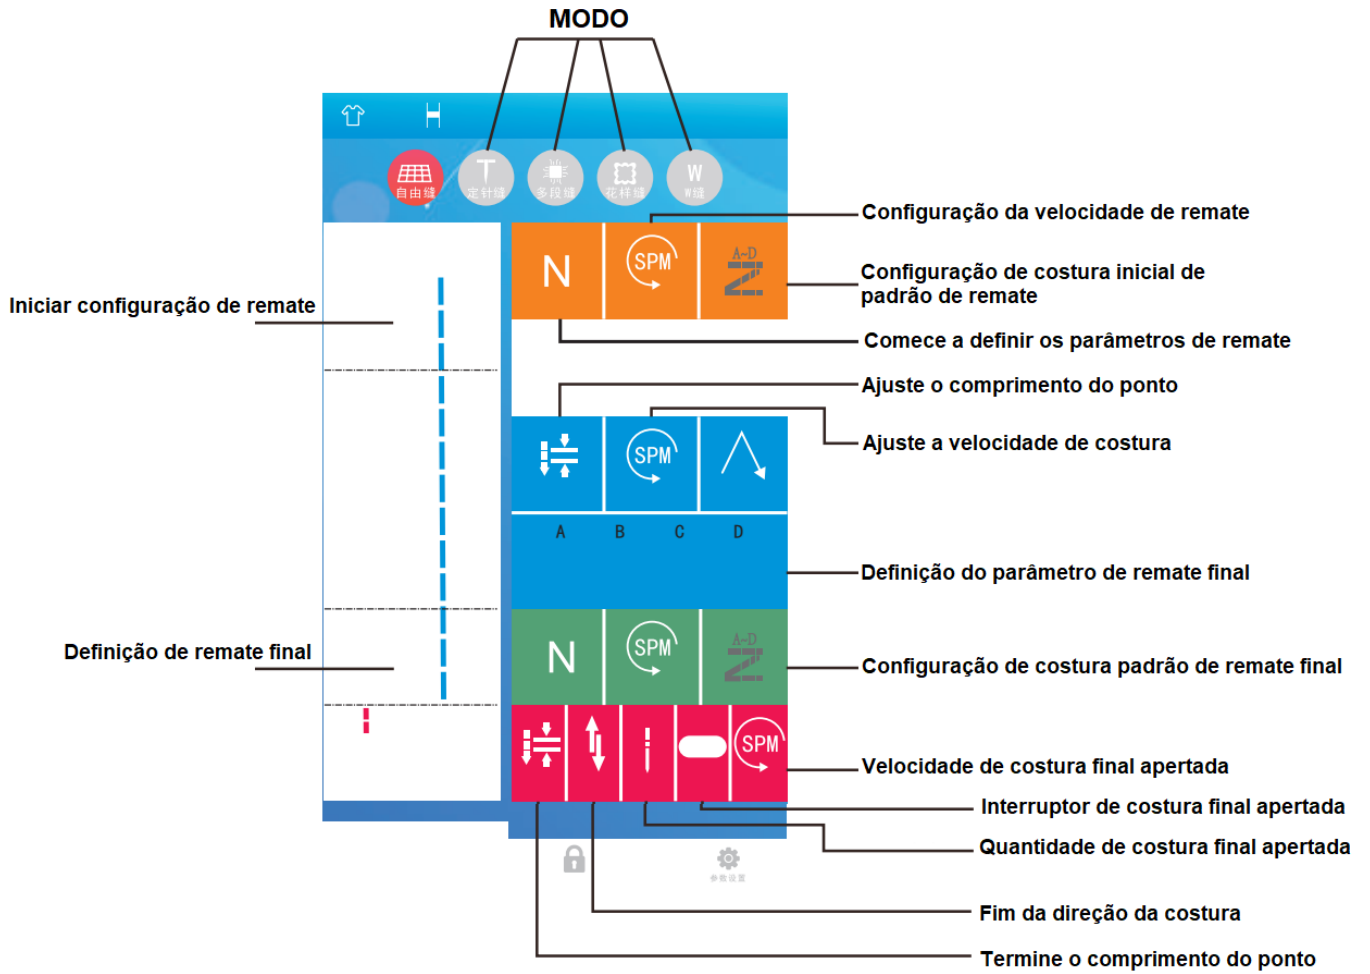 MODO
自由缝
定针缝
多段缝
花样缝
W
W缝
Configuração da velocidade de remate
N
SPM
A~D
Configuração de costura inicial de
padrão de remate
Iniciar configuração de remate
Comece a definir os parâmetros de remate
Ajuste o comprimento do ponto
SPM
Ajuste a velocidade de costura
A B C D
Definição do parâmetro de remate final
Definição de remate final
N
SPM
A~D
Configuração de costura padrão de remate final
SPM
Velocidade de costura final apertada
Interruptor de costura final apertada
Quantidade de costura final apertada
参数设置
Fim da direção da costura
Termine o comprimento do ponto